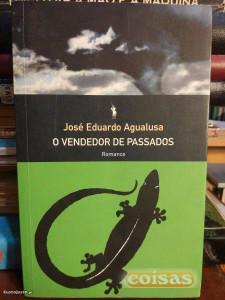 José Eduardo Agualusa
O VENDEDOR DE PASSADOS
Romance
coisas